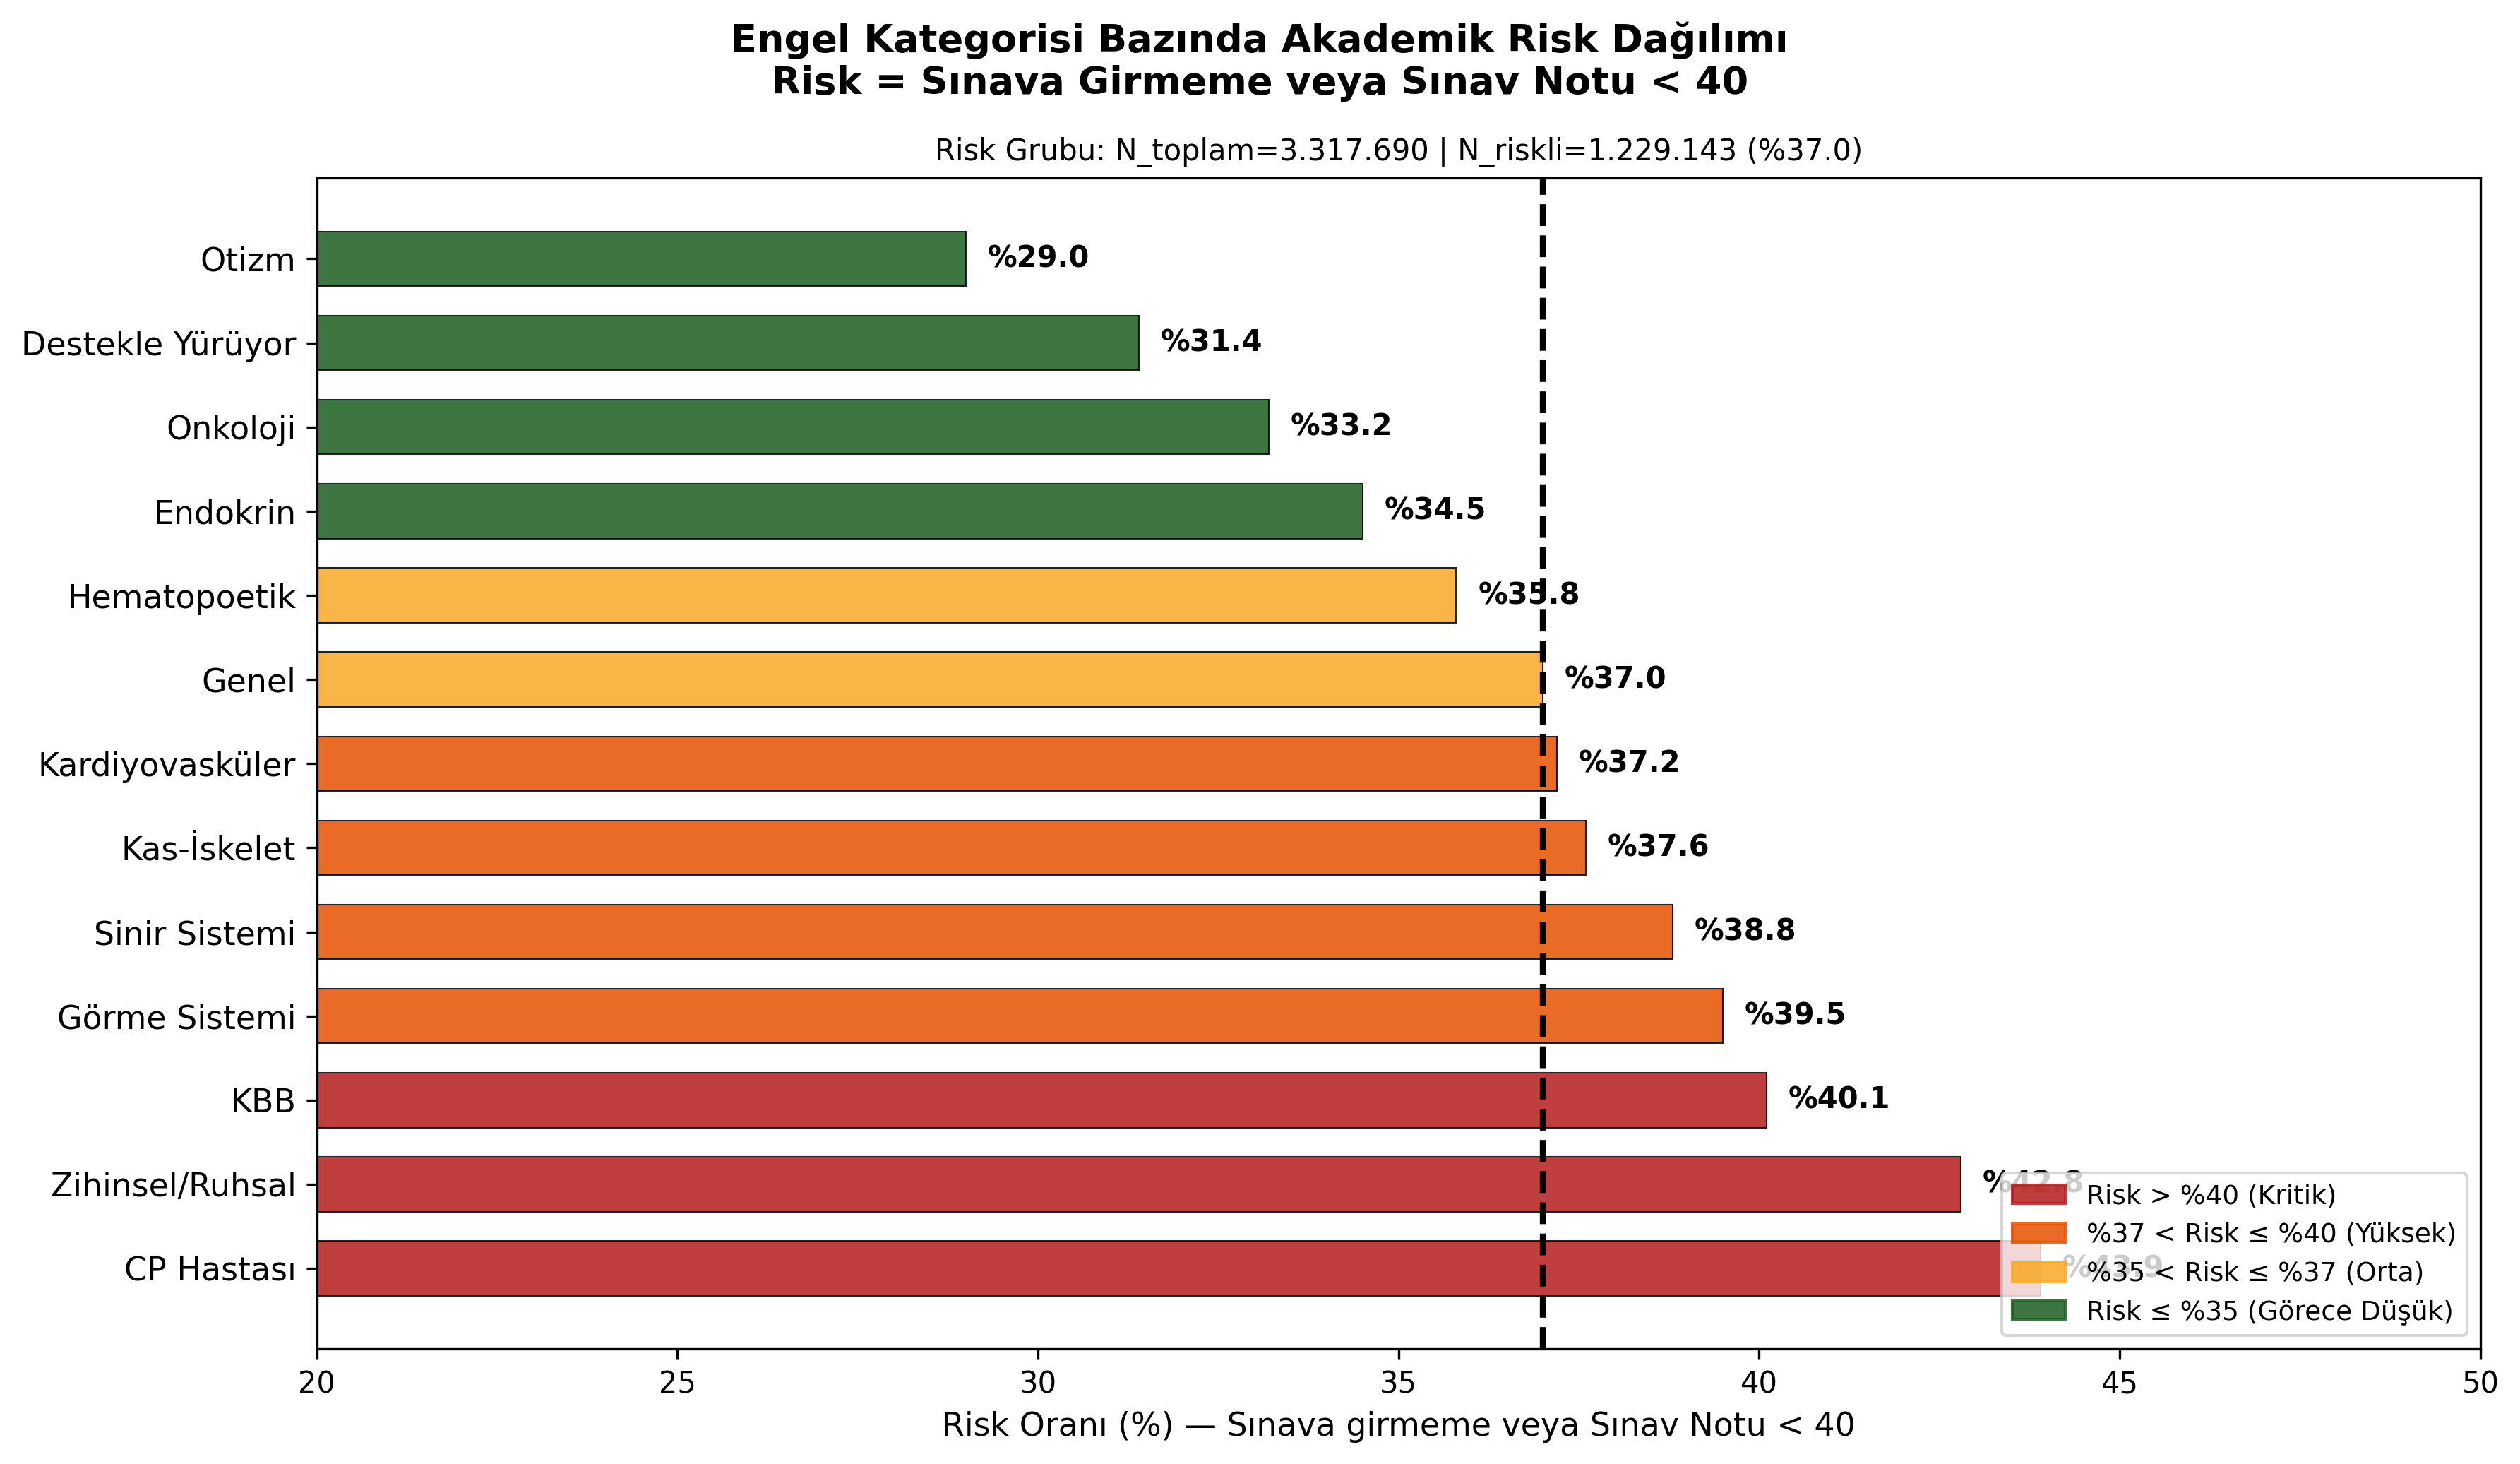 Engel Kategorisi Bazında Akademik Risk Dağılımı
Risk = Sınava Girmeme veya Sınav Notu < 40
Risk Grubu: N_toplam=3.317.690 | N_riskli=1.229.143 (%37.0)
Otizm %29.0
Destekle Yürüyor %31.4
Onkoloji %33.2
Endokrin %34.5
Hematopoetik %35.8
Genel %37.0
Kardiyovasküler %37.2
Kas-İskelet %37.6
Sinir Sistemi %38.8
Görme Sistemi %39.5
KBB %40.1
Zihinsel/Ruhsal %42.8
CP Hastası %43.9
Risk > %40 (Kritik)
%37 < Risk ≤ %40 (Yüksek)
%35 < Risk ≤ %37 (Orta)
Risk ≤ %35 (Görece Düşük)
20 25 30 35 40 45 50
Risk Oranı (%) — Sınava girmeme veya Sınav Notu < 40